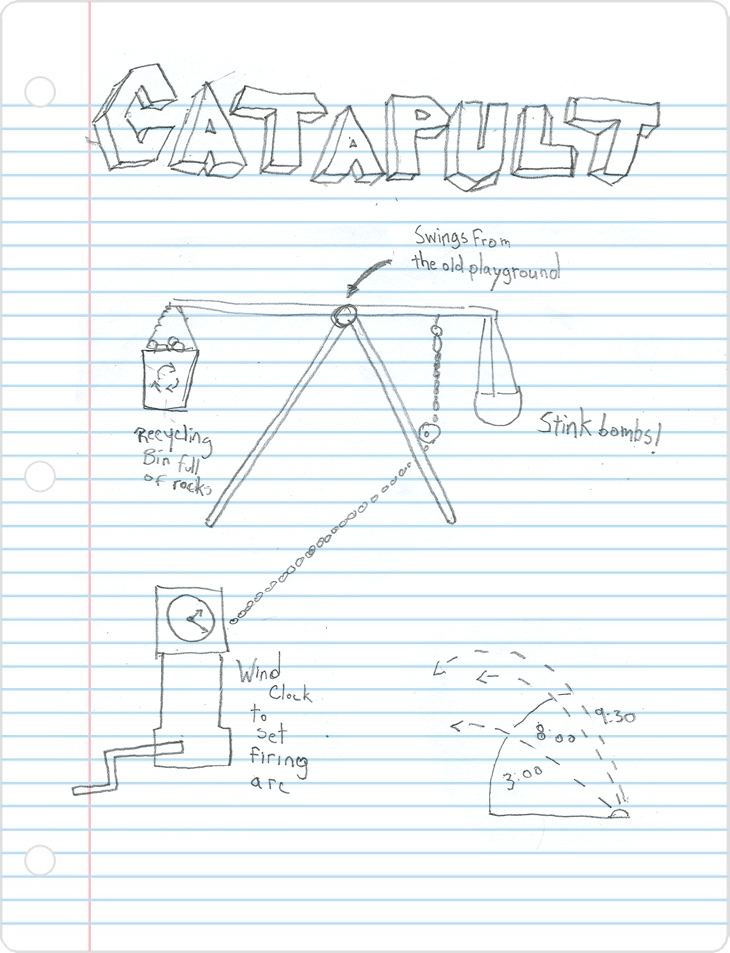 CATAPULT
Swings From
the old playground
Stink bombs!
Recycling
Bin full
of rocks
Wind
Clock
to
set
firing
arc
9:30
8:00
3:00